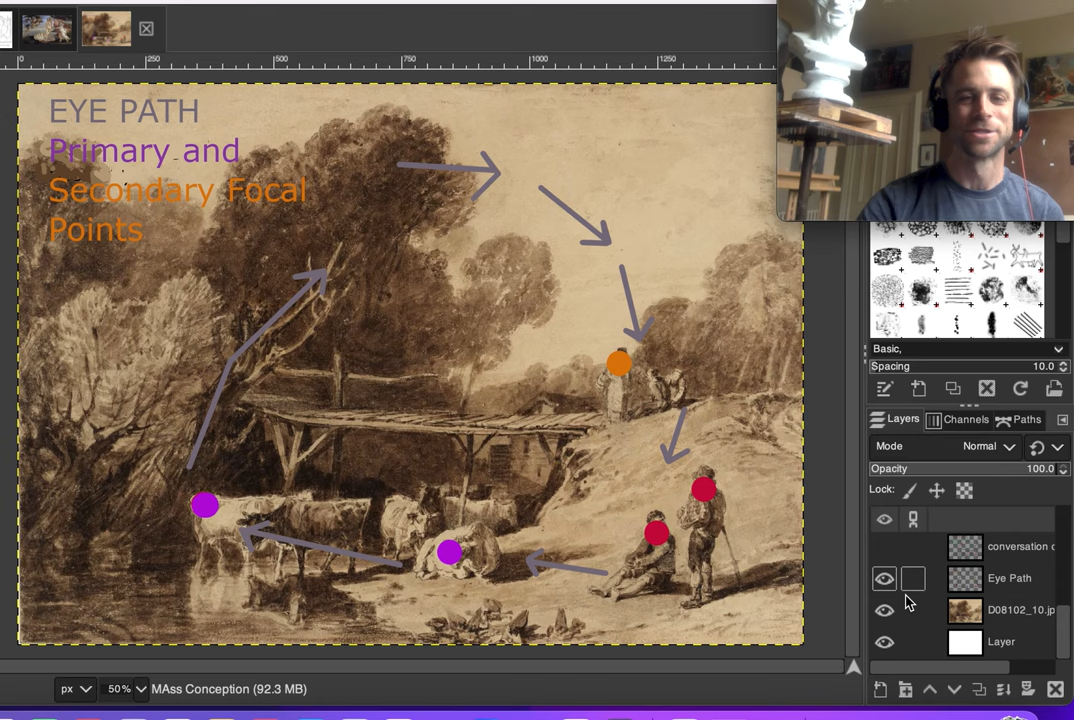 0
250
500
750
1000
1250
EYE PATH
Primary and
Secondary Focal
Points
Basic,
Spacing 10.0
Layers Channels Paths
Mode Normal
Opacity 100.0
Lock:
conversation c
Eye Path
D08102_10.jp
Layer
px 50% MAss Conception (92.3 MB)